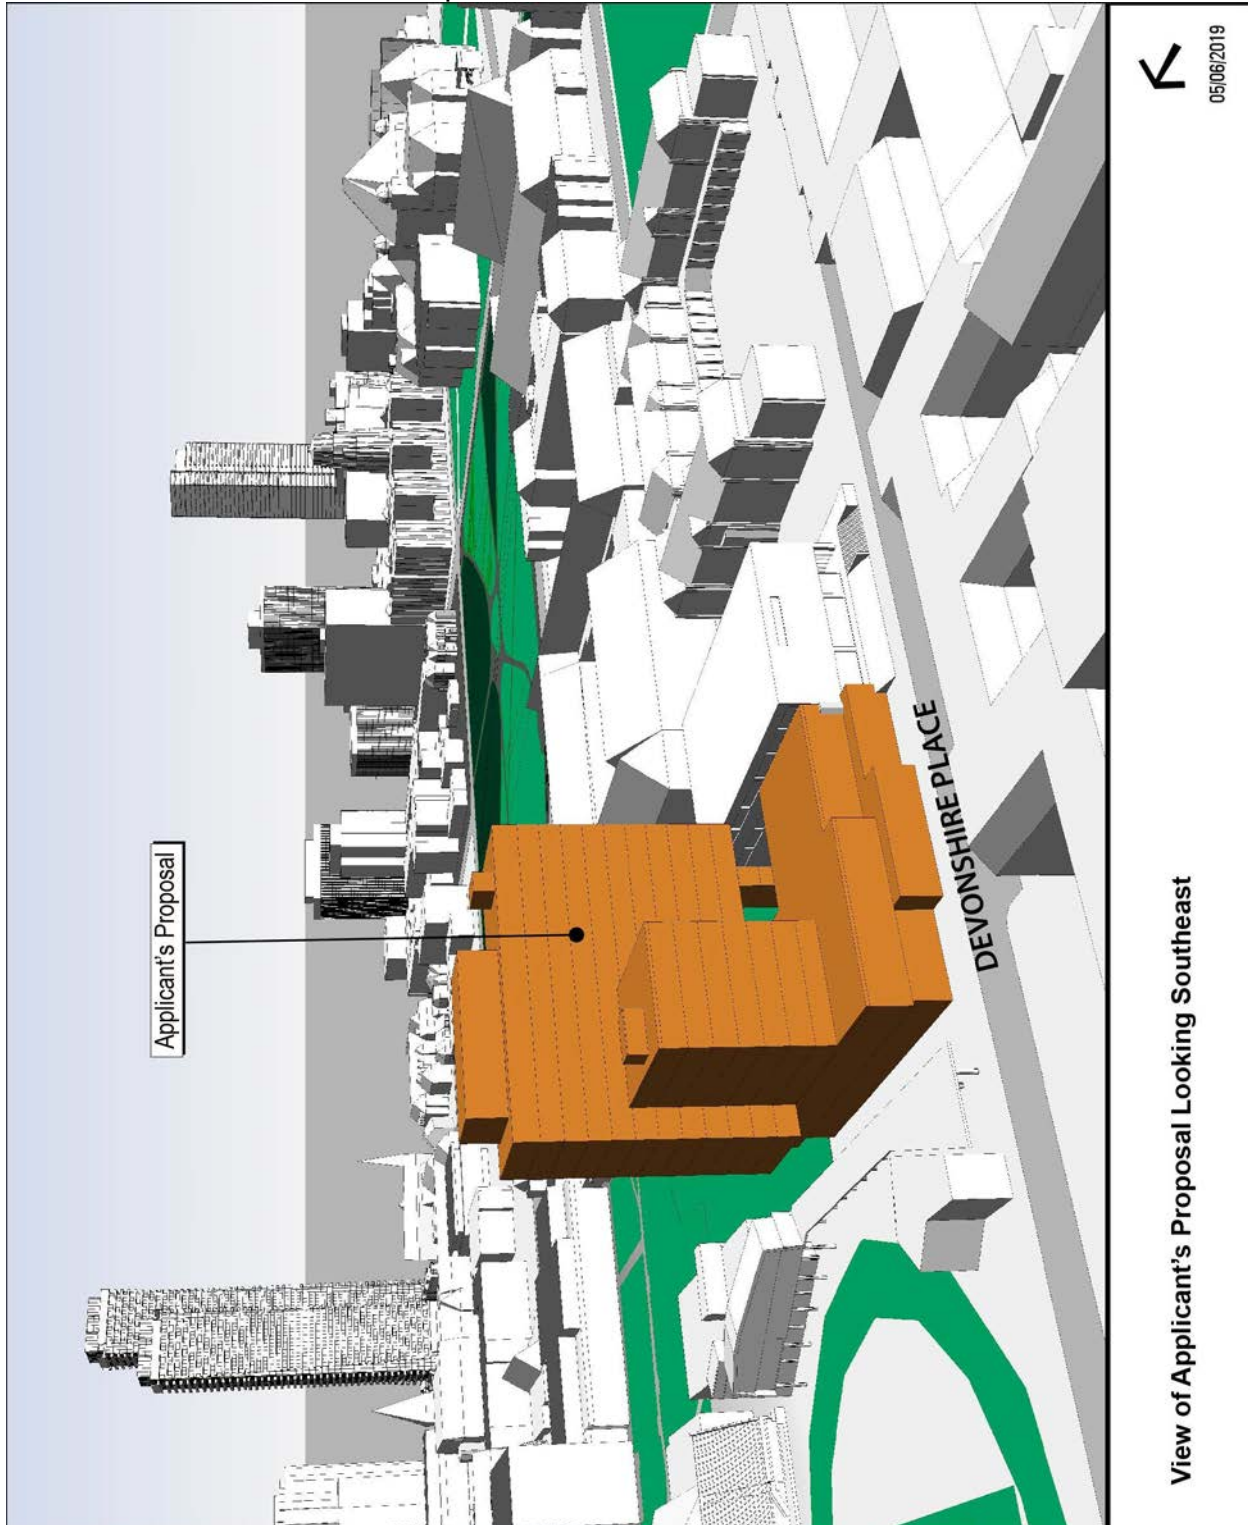 Applicant's Proposal
DEVONSHIRE PLACE
View of Applicant's Proposal Looking Southeast
05/06/2019